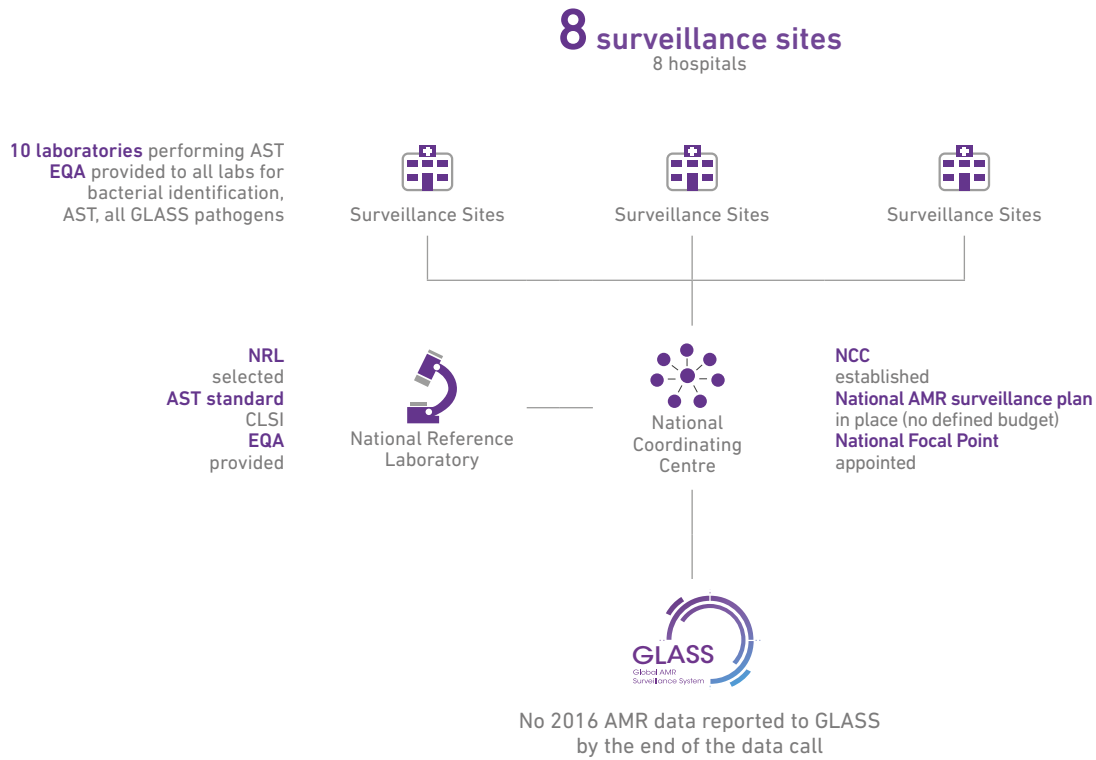 8 surveillance sites
8 hospitals
10 laboratories performing AST
EQA provided to all labs for
bacterial identification,
AST, all GLASS pathogens
Surveillance Sites
Surveillance Sites
Surveillance Sites
NRL
selected
AST standard
CLSI
EQA
provided
National Reference
Laboratory
National
Coordinating
Centre
NCC
established
National AMR surveillance plan
in place (no defined budget)
National Focal Point
appointed
GLASS
Global AMR
Surveillance System
No 2016 AMR data reported to GLASS
by the end of the data call